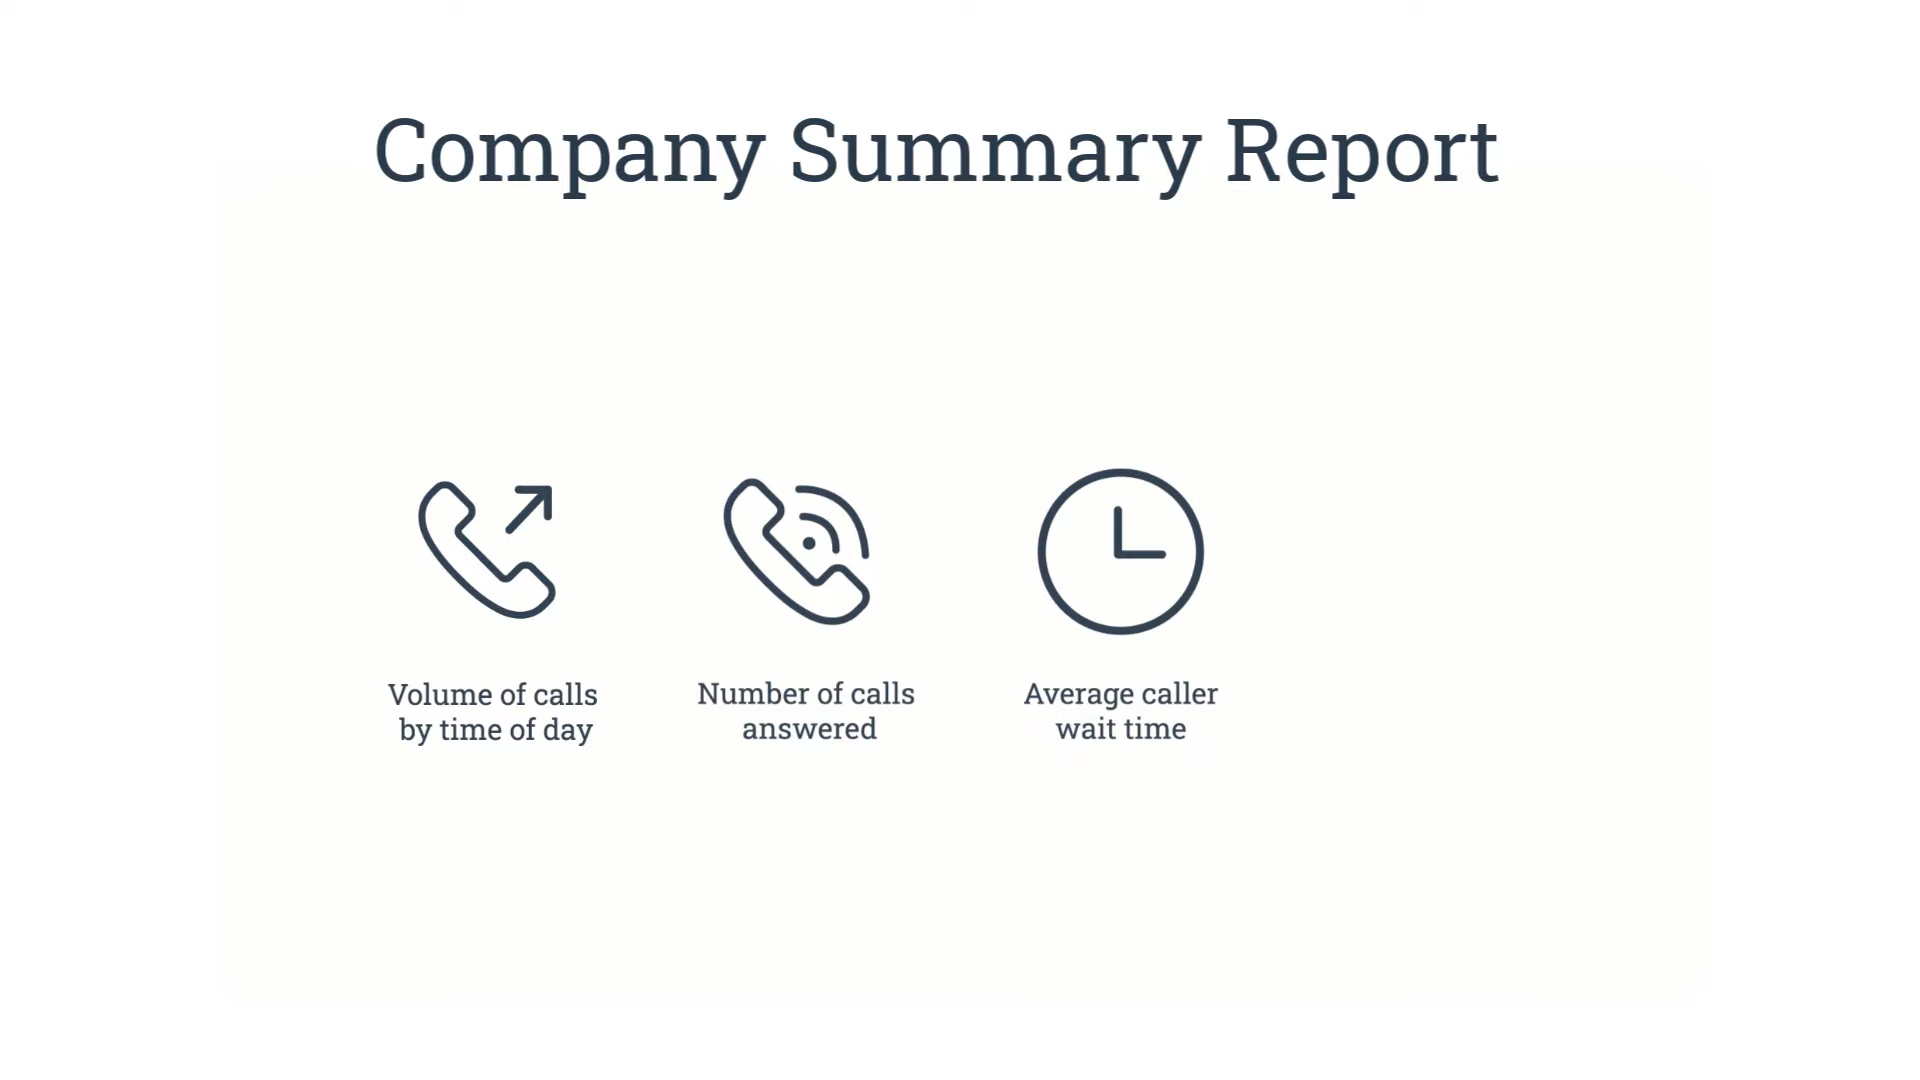 Company Summary Report
Volume of calls
by time of day
Number of calls
answered
Average caller
wait time